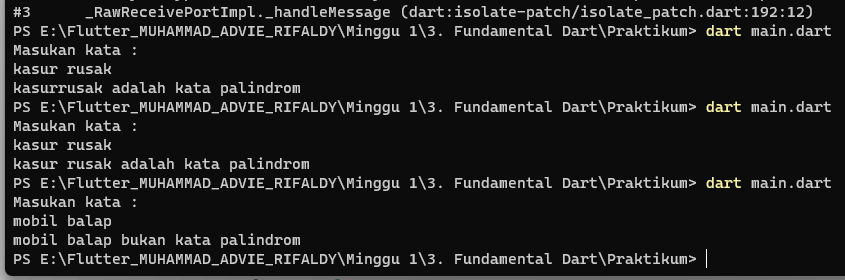 #3      _RawReceivePortImpl._handleMessage (dart:isolate-patch/isolate_patch.dart:192:12)
PS E:\Flutter_MUHAMMAD_ADVIE_RIFALDY\Minggu 1\3. Fundamental Dart\Praktikum> dart main.dart
Masukan kata :
kasur rusak
kasurrusak adalah kata palindrom
PS E:\Flutter_MUHAMMAD_ADVIE_RIFALDY\Minggu 1\3. Fundamental Dart\Praktikum> dart main.dart
Masukan kata :
kasur rusak
kasur rusak adalah kata palindrom
PS E:\Flutter_MUHAMMAD_ADVIE_RIFALDY\Minggu 1\3. Fundamental Dart\Praktikum> dart main.dart
Masukan kata :
mobil balap
mobil balap bukan kata palindrom
PS E:\Flutter_MUHAMMAD_ADVIE_RIFALDY\Minggu 1\3. Fundamental Dart\Praktikum>